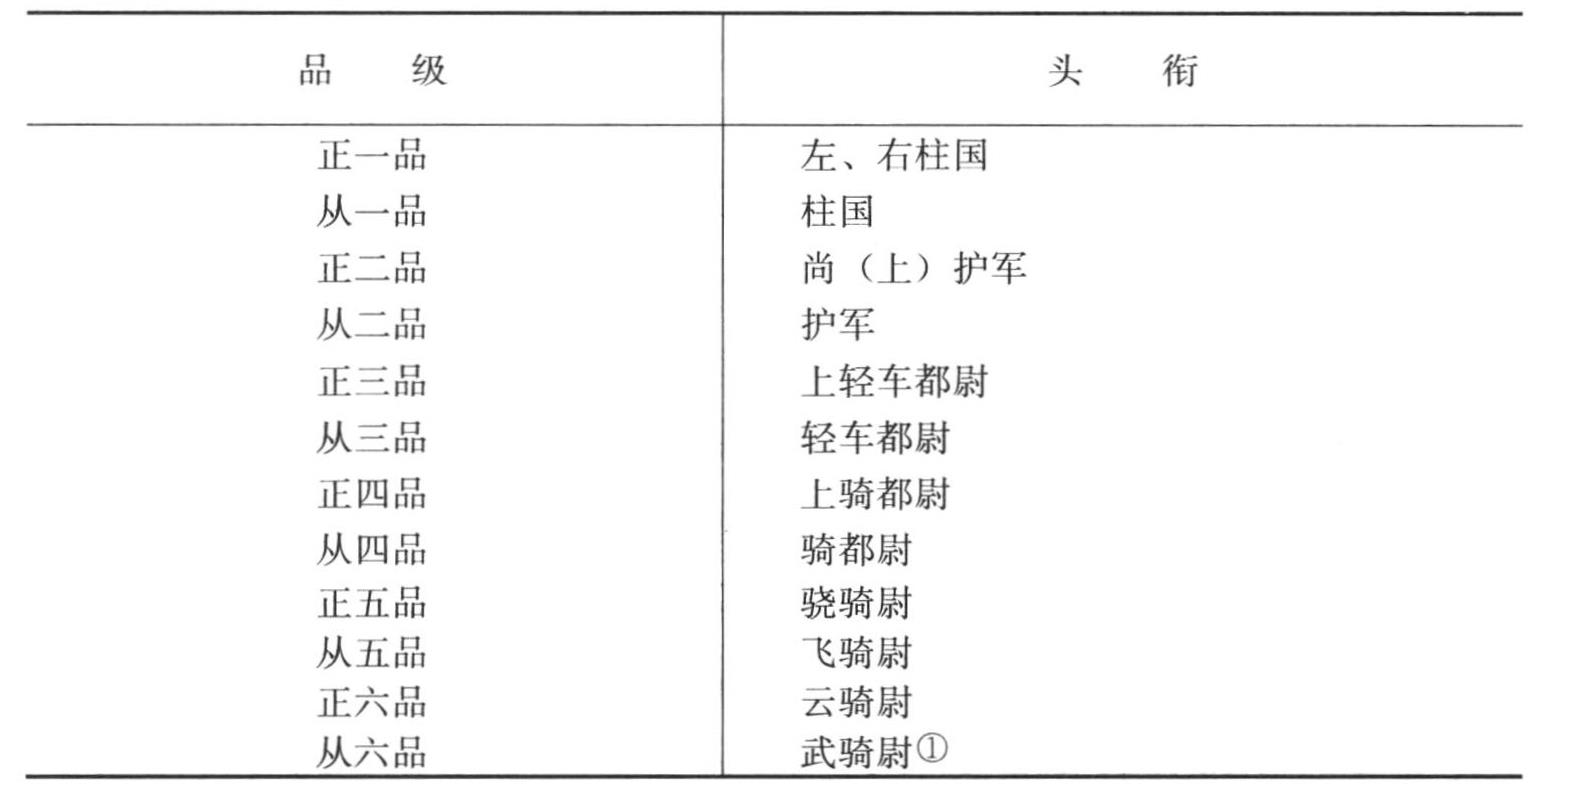 品 级 头 衔
正一品 左、右柱国
从一品 柱国
正二品 尚（上）护军
从二品 护军
正三品 上轻车都尉
从三品 轻车都尉
正四品 上骑都尉
从四品 骑都尉
正五品 骁骑尉
从五品 飞骑尉
正六品 云骑尉
从六品 武骑尉①